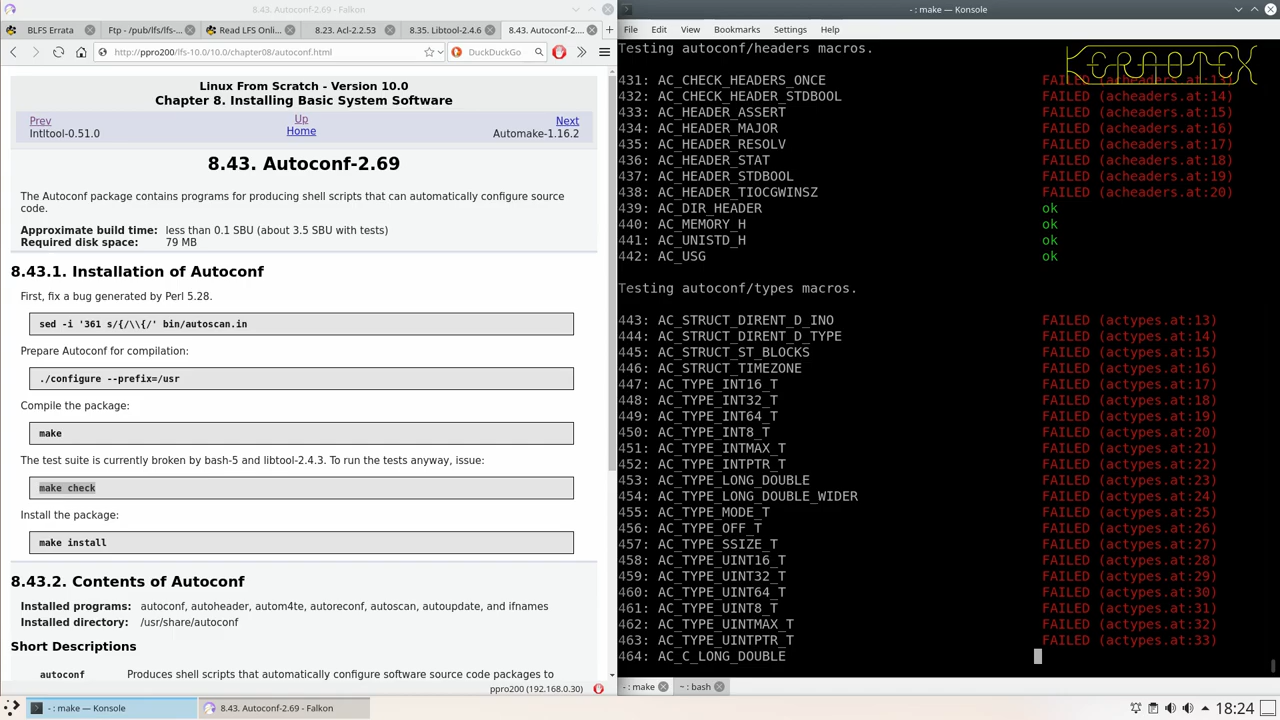 8.43. Autoconf-2.69 - Falkon
BLFS Errata
Ftp - /pub/lfs/lfs-...
Read LFS Onli...
8.23. Acl-2.2.53
8.35. Libtool-2.4.6
8.43. Autoconf-2....
http://ppro200/lfs-10.0/10.0/chapter08/autoconf.html
DuckDuckGo
Linux From Scratch - Version 10.0
Chapter 8. Installing Basic System Software
Prev
Up
Next
Intltool-0.51.0
Home
Automake-1.16.2
8.43. Autoconf-2.69
The Autoconf package contains programs for producing shell scripts that can automatically configure source
code.
Approximate build time: less than 0.1 SBU (about 3.5 SBU with tests)
Required disk space: 79 MB
8.43.1. Installation of Autoconf
First, fix a bug generated by Perl 5.28.
sed -i '361 s/{/\\{/' bin/autoscan.in
Prepare Autoconf for compilation:
./configure --prefix=/usr
Compile the package:
make
The test suite is currently broken by bash-5 and libtool-2.4.3. To run the tests anyway, issue:
make check
Install the package:
make install
8.43.2. Contents of Autoconf
Installed programs: autoconf, autoheader, autom4te, autoreconf, autoscan, autoupdate, and ifnames
Installed directory: /usr/share/autoconf
Short Descriptions
autoconf Produces shell scripts that automatically configure software source code packages to
ppro200 (192.168.0.30)
- : make — Konsole
File Edit View Bookmarks Settings Help
Testing autoconf/headers macros.
KERNOTEX
431: AC_CHECK_HEADERS_ONCE FAILED (acheaders.at:13)
432: AC_CHECK_HEADER_STDBOOL FAILED (acheaders.at:14)
433: AC_HEADER_ASSERT FAILED (acheaders.at:15)
434: AC_HEADER_MAJOR FAILED (acheaders.at:16)
435: AC_HEADER_RESOLV FAILED (acheaders.at:17)
436: AC_HEADER_STAT FAILED (acheaders.at:18)
437: AC_HEADER_STDBOOL FAILED (acheaders.at:19)
438: AC_HEADER_TIOCGWINSZ FAILED (acheaders.at:20)
439: AC_DIR_HEADER ok
440: AC_MEMORY_H ok
441: AC_UNISTD_H ok
442: AC_USG ok
Testing autoconf/types macros.
443: AC_STRUCT_DIRENT_D_INO FAILED (actypes.at:13)
444: AC_STRUCT_DIRENT_D_TYPE FAILED (actypes.at:14)
445: AC_STRUCT_ST_BLOCKS FAILED (actypes.at:15)
446: AC_STRUCT_TIMEZONE FAILED (actypes.at:16)
447: AC_TYPE_INT16_T FAILED (actypes.at:17)
448: AC_TYPE_INT32_T FAILED (actypes.at:18)
449: AC_TYPE_INT64_T FAILED (actypes.at:19)
450: AC_TYPE_INT8_T FAILED (actypes.at:20)
451: AC_TYPE_INTMAX_T FAILED (actypes.at:21)
452: AC_TYPE_INTPTR_T FAILED (actypes.at:22)
453: AC_TYPE_LONG_DOUBLE FAILED (actypes.at:23)
454: AC_TYPE_LONG_DOUBLE_WIDER FAILED (actypes.at:24)
455: AC_TYPE_MODE_T FAILED (actypes.at:25)
456: AC_TYPE_OFF_T FAILED (actypes.at:26)
457: AC_TYPE_SSIZE_T FAILED (actypes.at:27)
458: AC_TYPE_UINT16_T FAILED (actypes.at:28)
459: AC_TYPE_UINT32_T FAILED (actypes.at:29)
460: AC_TYPE_UINT64_T FAILED (actypes.at:30)
461: AC_TYPE_UINT8_T FAILED (actypes.at:31)
462: AC_TYPE_UINTMAX_T FAILED (actypes.at:32)
463: AC_TYPE_UINTPTR_T FAILED (actypes.at:33)
464: AC_C_LONG_DOUBLE
- : make
~ : bash
- : make — Konsole
8.43. Autoconf-2.69 - Falkon
18:24